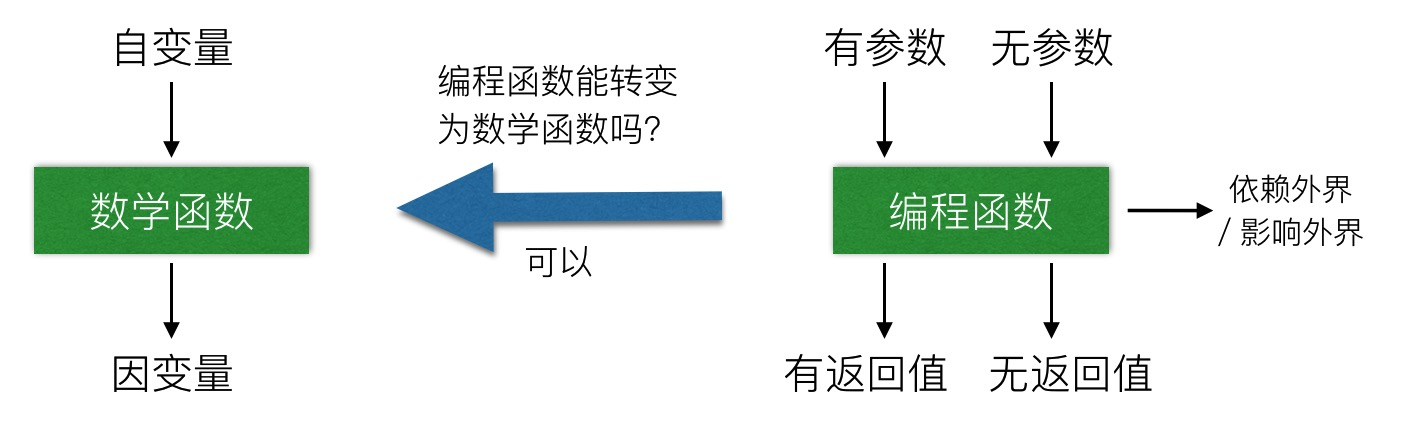 自变量
数学函数
因变量
编程函数能转变
为数学函数吗?
可以
有参数 无参数
编程函数
依赖外界
/ 影响外界
有返回值 无返回值